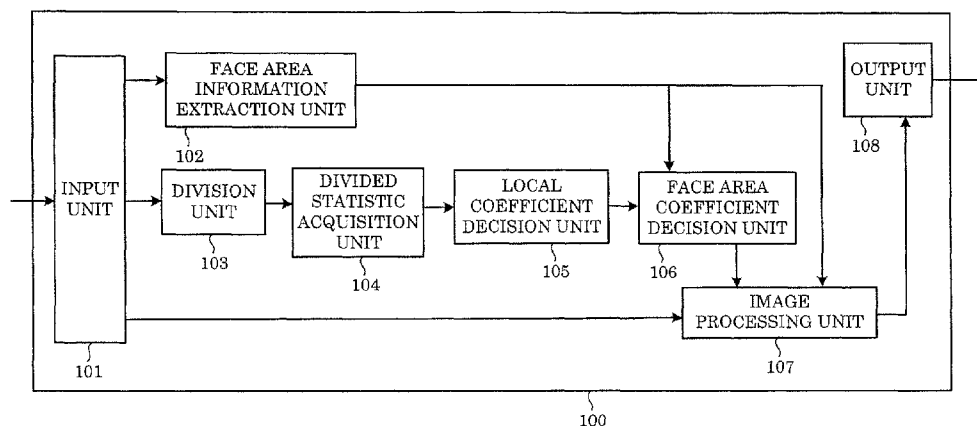 FACE AREA
INFORMATION
EXTRACTION UNIT
102
OUTPUT
UNIT
108
INPUT
UNIT
101
DIVISION
UNIT
103
DIVIDED
STATISTIC
ACQUISITION
UNIT
104
LOCAL
COEFFICIENT
DECISION UNIT
105
FACE AREA
COEFFICIENT
DECISION UNIT
106
IMAGE
PROCESSING UNIT
107
100